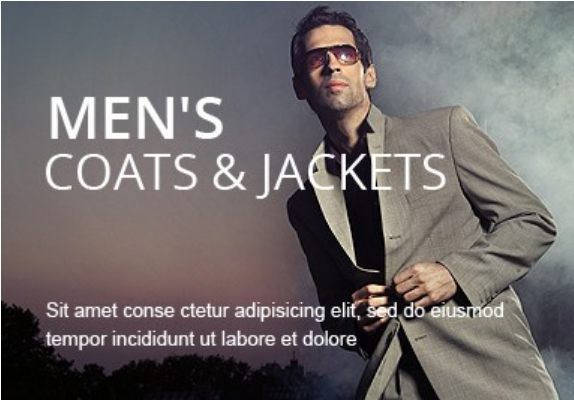 MEN'S
COATS & JACKETS
Sit amet conse ctetur adipisicing elit, sed do eiusmod
tempor incididunt ut labore et dolore